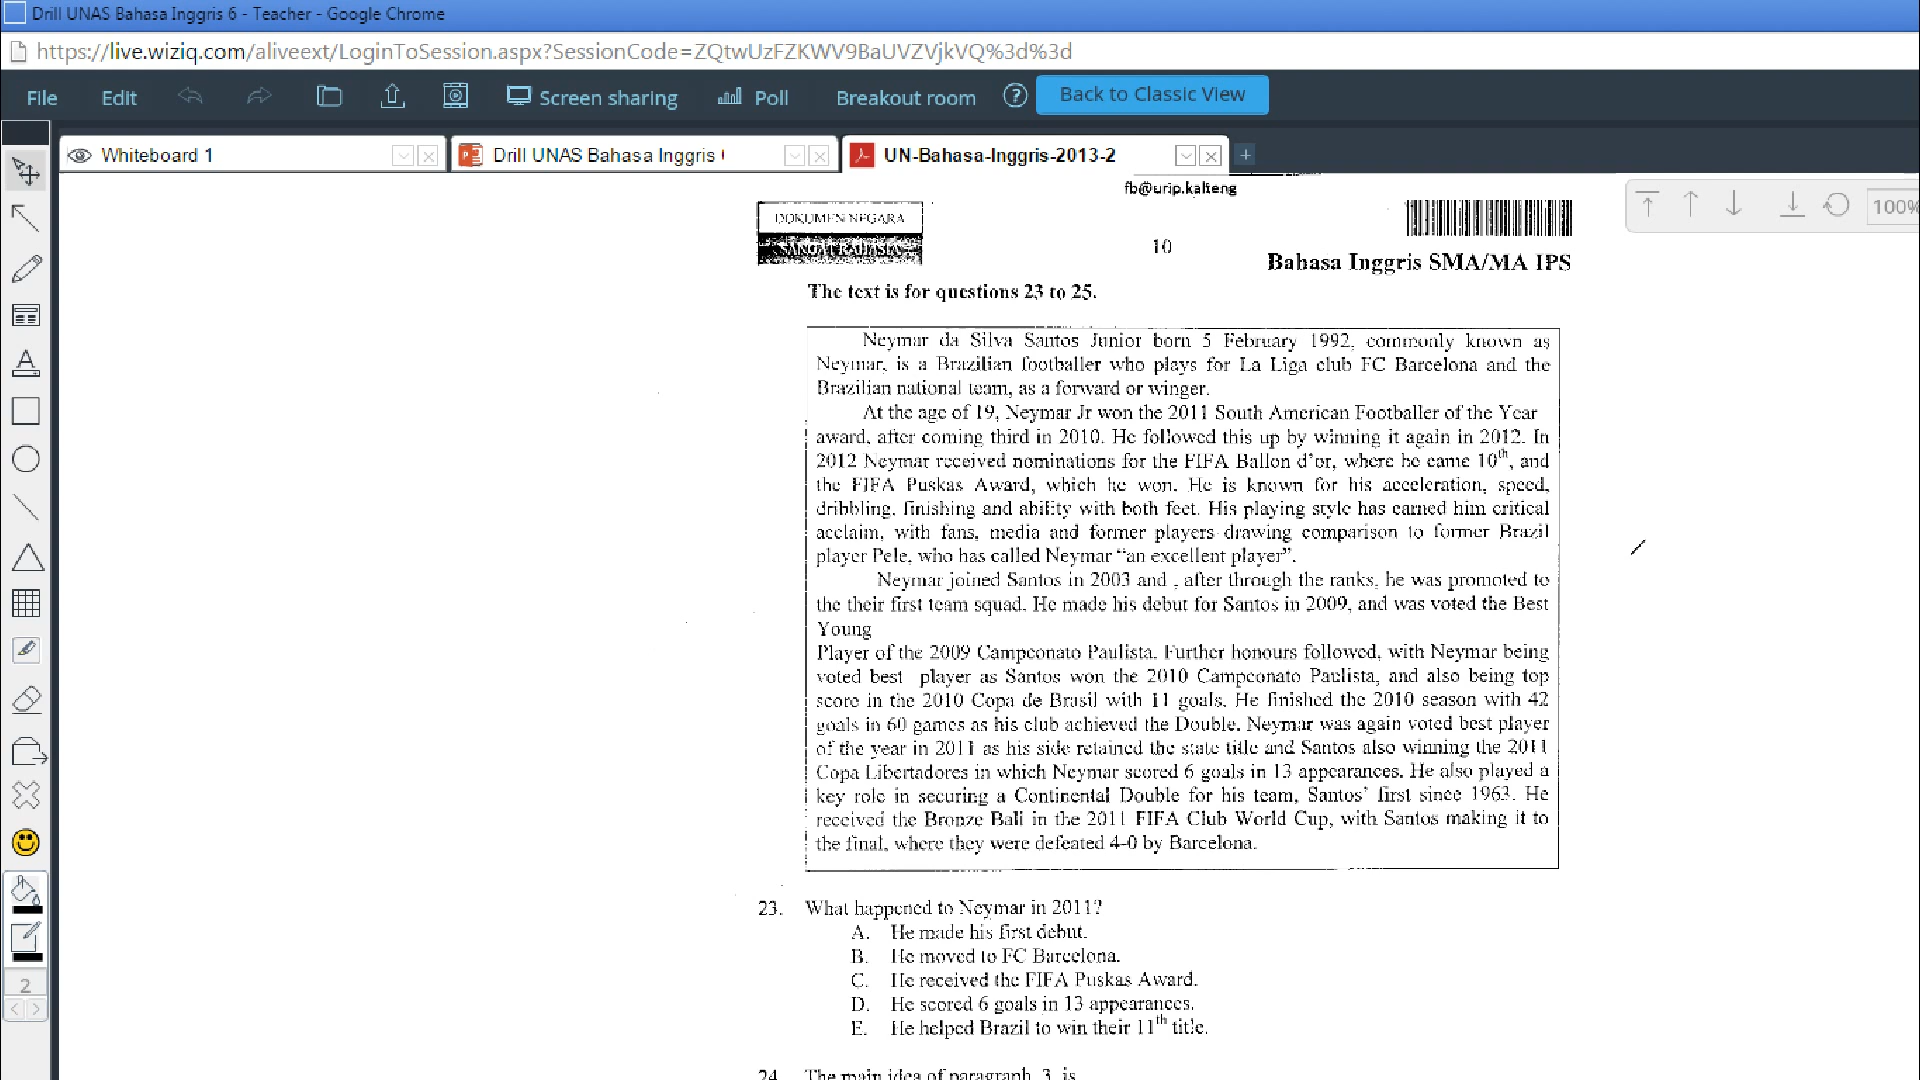 Drill UNAS Bahasa Inggris 6 - Teacher - Google Chrome
https://live.wiziq.com/aliveext/LoginToSession.aspx?SessionCode=ZQtwUzFZKWV9BaUVZVjkVQ%3d%3d
File Edit Screen sharing Poll Breakout room ? Back to Classic View
Whiteboard 1 Drill UNAS Bahasa Inggris UN-Bahasa-Inggris-2013-2
fb@urip.kalteng
100%
DOKUMEN NEGARA
SANGAT RAHASIA
10
Bahasa Inggris SMA/MA IPS
The text is for questions 23 to 25.
Neymar da Silva Santos Junior born 5 February 1992, commonly known as
Neymar, is a Brazilian footballer who plays for La Liga club FC Barcelona and the
Brazilian national team, as a forward or winger.
At the age of 19, Neymar Jr won the 2011 South American Footballer of the Year
award, after coming third in 2010. He followed this up by winning it again in 2012. In
2012 Neymar received nominations for the FIFA Ballon d'or, where he came 10th, and
the FIFA Puskas Award, which he won. He is known for his acceleration, speed,
dribbling, finishing and ability with both feet. His playing style has earned him critical
acclaim, with fans, media and former players drawing comparison to former Brazil
player Pele, who has called Neymar “an excellent player”.
Neymar joined Santos in 2003 and , after through the ranks, he was promoted to
the their first team squad. He made his debut for Santos in 2009, and was voted the Best
Young
Player of the 2009 Campeonato Paulista. Further honours followed, with Neymar being
voted best player as Santos won the 2010 Campeonato Paulista, and also being top
score in the 2010 Copa de Brasil with 11 goals. He finished the 2010 season with 42
goals in 60 games as his club achieved the Double. Neymar was again voted best player
of the year in 2011 as his side retained the state title and Santos also winning the 2011
Copa Libertadores in which Neymar scored 6 goals in 13 appearances. He also played a
key role in securing a Continental Double for his team, Santos' first since 1963. He
received the Bronze Ball in the 2011 FIFA Club World Cup, with Santos making it to
the final, where they were defeated 4-0 by Barcelona.
23. What happened to Neymar in 2011?
A. He made his first debut.
B. He moved to FC Barcelona.
C. He received the FIFA Puskas Award.
D. He scored 6 goals in 13 appearances.
E. He helped Brazil to win their 11th title.
24. The main idea of paragraph 3 is
2